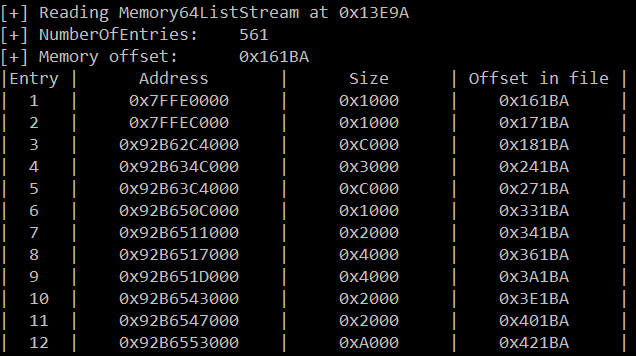 [+] Reading Memory64ListStream at 0x13E9A
[+] NumberOfEntries:    561
[+] Memory offset:      0x161BA
|Entry |      Address       |      Size       | Offset in file |
|  1   |     0x7FFE0000     |     0x1000      |    0x161BA     |
|  2   |     0x7FFEC000     |     0x1000      |    0x171BA     |
|  3   |    0x92B62C4000    |     0xC000      |    0x181BA     |
|  4   |    0x92B634C000    |     0x3000      |    0x241BA     |
|  5   |    0x92B63C4000    |     0xC000      |    0x271BA     |
|  6   |    0x92B650C000    |     0x1000      |    0x331BA     |
|  7   |    0x92B6511000    |     0x2000      |    0x341BA     |
|  8   |    0x92B6517000    |     0x4000      |    0x361BA     |
|  9   |    0x92B651D000    |     0x4000      |    0x3A1BA     |
|  10  |    0x92B6543000    |     0x2000      |    0x3E1BA     |
|  11  |    0x92B6547000    |     0x2000      |    0x401BA     |
|  12  |    0x92B6553000    |     0xA000      |    0x421BA     |